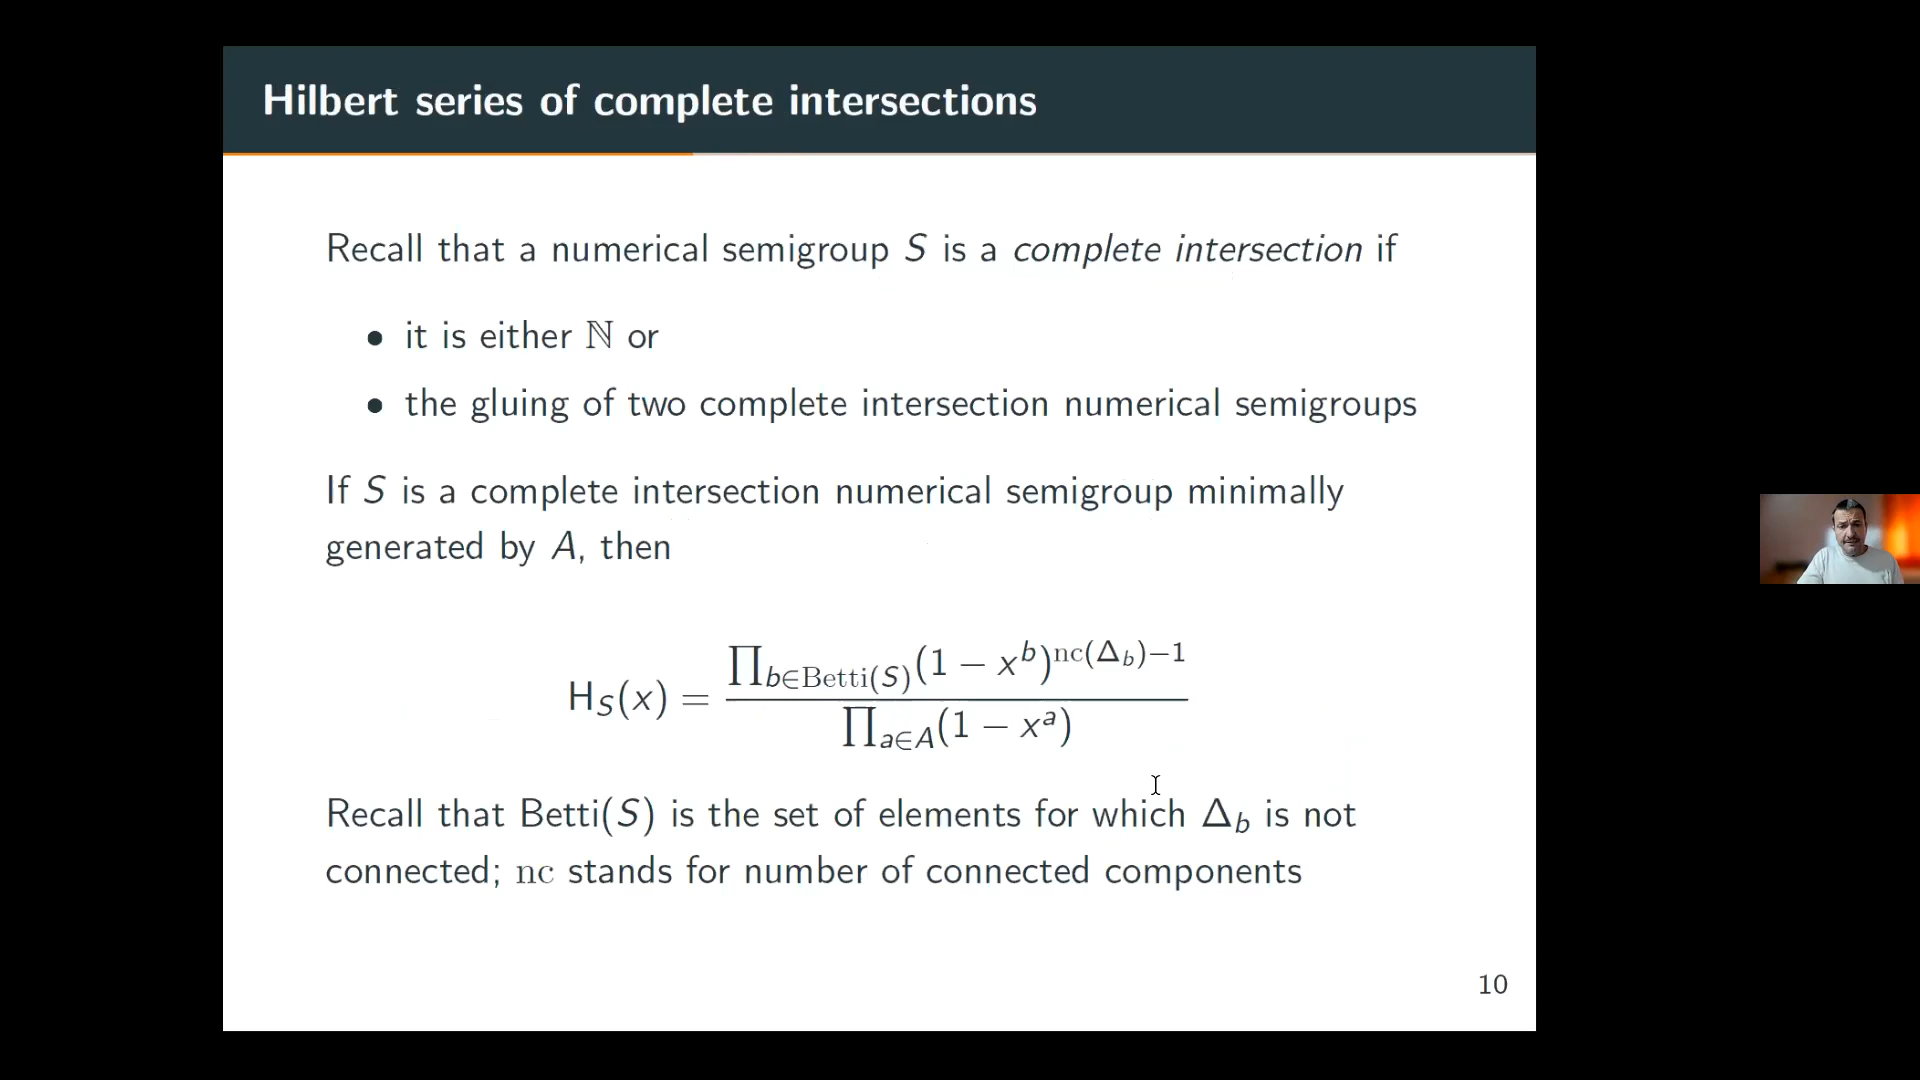 Hilbert series of complete intersections
Recall that a numerical semigroup S is a complete intersection if
• it is either ℕ or
• the gluing of two complete intersection numerical semigroups
If S is a complete intersection numerical semigroup minimally
generated by A, then
H_S(x) = \frac{\prod_{b∈Betti(S)}(1 − x^b)^{nc(Δ_b)−1}}{\prod_{a∈A}(1 − x^a)}
Recall that Betti(S) is the set of elements for which Δ_b is not
connected; nc stands for number of connected components
10